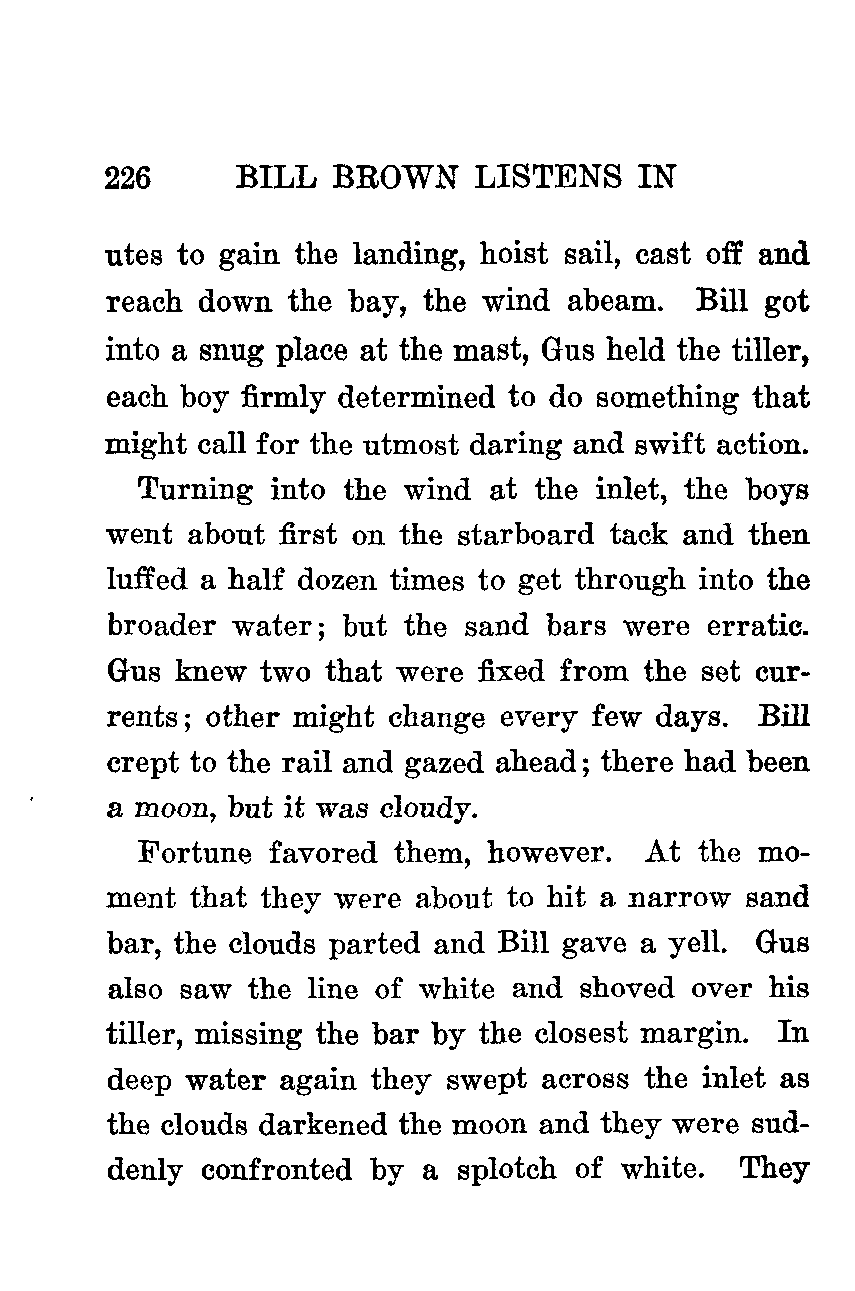 226 BILL BROWN LISTENS IN
utes to gain the landing, hoist sail, cast off and
reach down the bay, the wind abeam. Bill got
into a snug place at the mast, Gus held the tiller,
each boy firmly determined to do something that
might call for the utmost daring and swift action.
Turning into the wind at the inlet, the boys
went about first on the starboard tack and then
luffed a half dozen times to get through into the
broader water; but the sand bars were erratic.
Gus knew two that were fixed from the set cur-
rents; other might change every few days. Bill
crept to the rail and gazed ahead; there had been
a moon, but it was cloudy.
Fortune favored them, however. At the mo-
ment that they were about to hit a narrow sand
bar, the clouds parted and Bill gave a yell. Gus
also saw the line of white and shoved over his
tiller, missing the bar by the closest margin. In
deep water again they swept across the inlet as
the clouds darkened the moon and they were sud-
denly confronted by a splotch of white. They